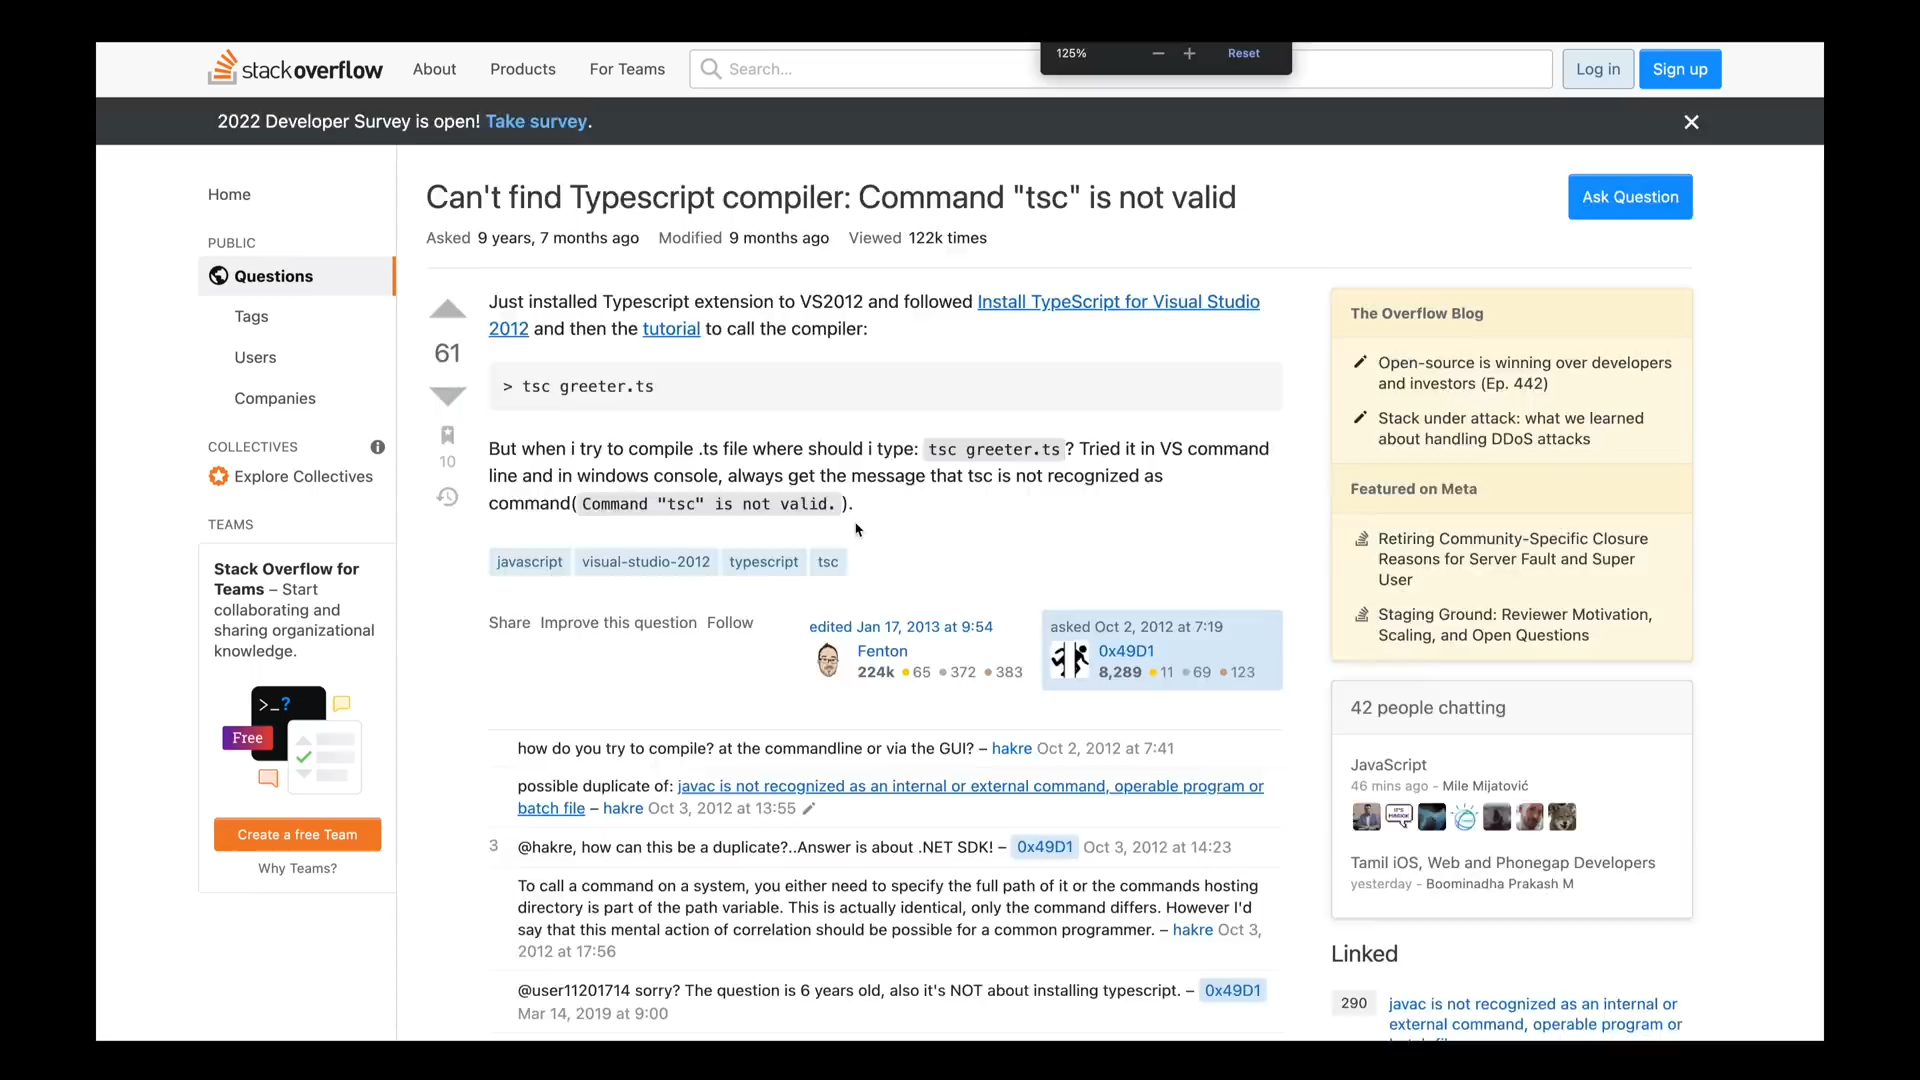 stackoverflow
About
Products
For Teams
Search...
125%
Reset
Log in
Sign up
2022 Developer Survey is open! Take survey.
Home
PUBLIC
Questions
Tags
Users
Companies
COLLECTIVES
Explore Collectives
TEAMS
Stack Overflow for
Teams – Start
collaborating and
sharing organizational
knowledge.
>_?
Free
Create a free Team
Why Teams?
Can't find Typescript compiler: Command "tsc" is not valid
Ask Question
Asked 9 years, 7 months ago Modified 9 months ago Viewed 122k times
61
10
Just installed Typescript extension to VS2012 and followed Install TypeScript for Visual Studio
2012 and then the tutorial to call the compiler:
> tsc greeter.ts
But when i try to compile .ts file where should i type: tsc greeter.ts? Tried it in VS command
line and in windows console, always get the message that tsc is not recognized as
command( Command "tsc" is not valid. ).
javascript visual-studio-2012 typescript tsc
Share Improve this question Follow
edited Jan 17, 2013 at 9:54
Fenton
224k 65 372 383
asked Oct 2, 2012 at 7:19
0x49D1
8,289 11 69 123
how do you try to compile? at the commandline or via the GUI? – hakre Oct 2, 2012 at 7:41
possible duplicate of: javac is not recognized as an internal or external command, operable program or
batch file – hakre Oct 3, 2012 at 13:55
3
@hakre, how can this be a duplicate?..Answer is about .NET SDK! – 0x49D1 Oct 3, 2012 at 14:23
To call a command on a system, you either need to specify the full path of it or the commands hosting
directory is part of the path variable. This is actually identical, only the command differs. However I'd
say that this mental action of correlation should be possible for a common programmer. – hakre Oct 3,
2012 at 17:56
@user11201714 sorry? The question is 6 years old, also it's NOT about installing typescript. – 0x49D1
Mar 14, 2019 at 9:00
The Overflow Blog
Open-source is winning over developers
and investors (Ep. 442)
Stack under attack: what we learned
about handling DDoS attacks
Featured on Meta
Retiring Community-Specific Closure
Reasons for Server Fault and Super
User
Staging Ground: Reviewer Motivation,
Scaling, and Open Questions
42 people chatting
JavaScript
46 mins ago - Mile Mijatović
Tamil iOS, Web and Phonegap Developers
yesterday - Boominadha Prakash M
Linked
290
javac is not recognized as an internal or
external command, operable program or